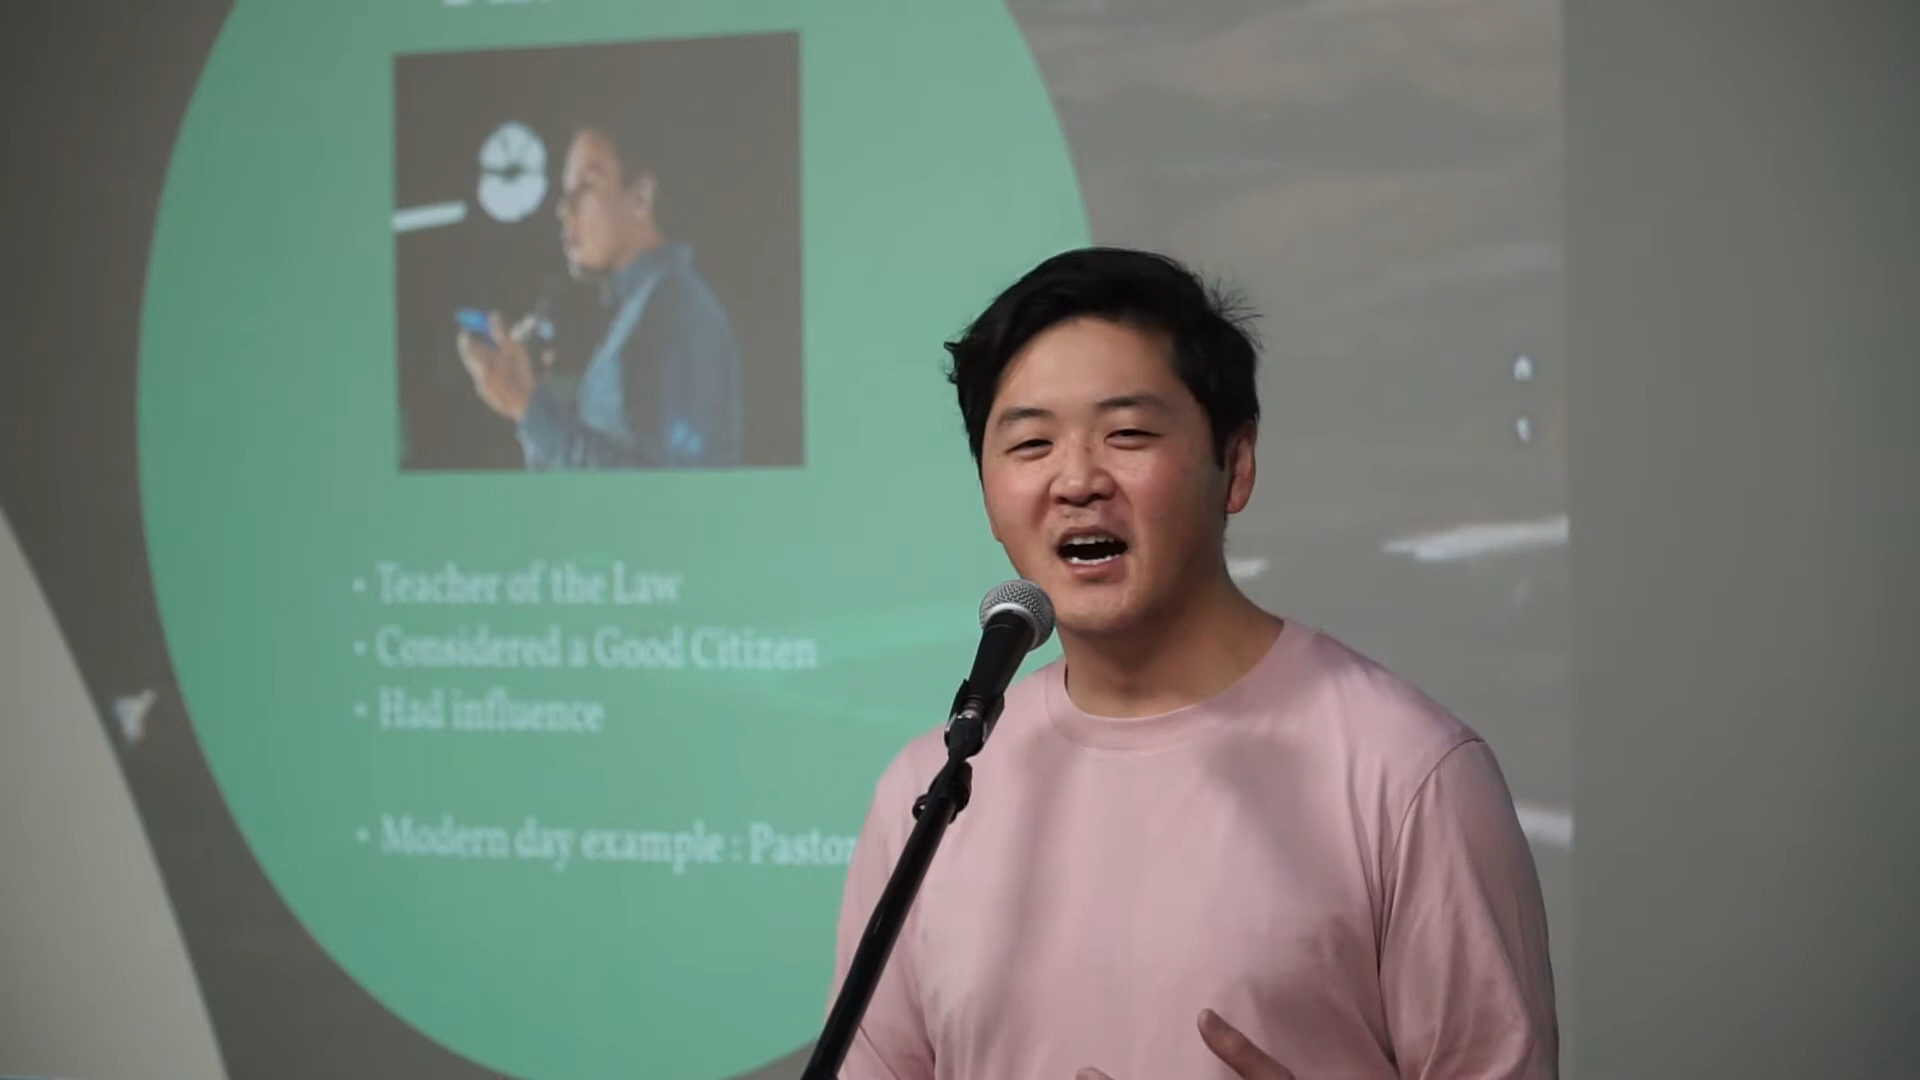 • Teacher of the Law
• Considered a Good Citizen
• Had influence
• Modern day example : Pastor